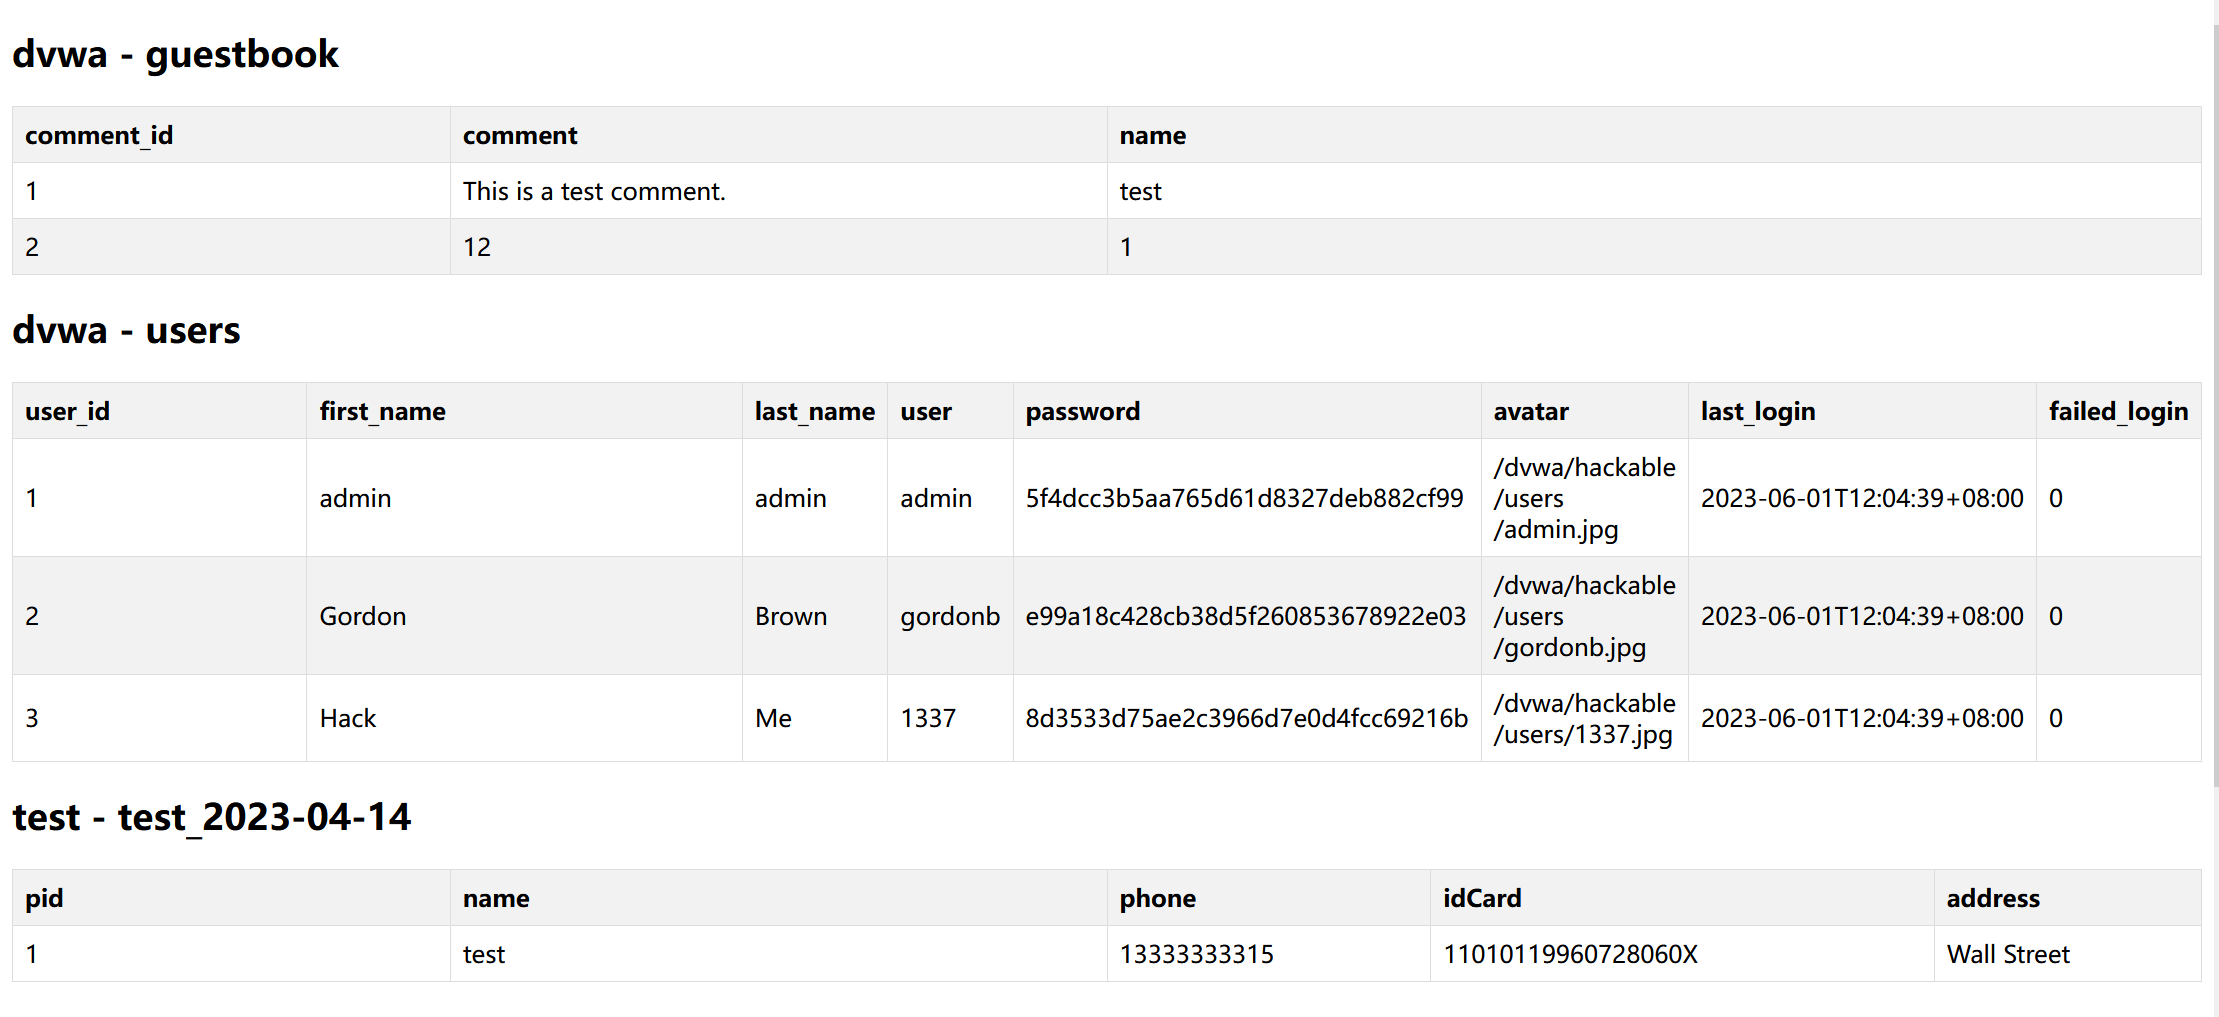 dvwa - guestbook
comment_id comment name
1 This is a test comment. test
2 12 1
dvwa - users
user_id first_name last_name user password avatar last_login failed_login
1 admin admin admin 5f4dcc3b5aa765d61d8327deb882cf99 /dvwa/hackable
/users
/admin.jpg 2023-06-01T12:04:39+08:00 0
2 Gordon Brown gordonb e99a18c428cb38d5f260853678922e03 /dvwa/hackable
/users
/gordonb.jpg 2023-06-01T12:04:39+08:00 0
3 Hack Me 1337 8d3533d75ae2c3966d7e0d4fcc69216b /dvwa/hackable
/users/1337.jpg 2023-06-01T12:04:39+08:00 0
test - test_2023-04-14
pid name phone idCard address
1 test 13333333315 11010119960728060X Wall Street